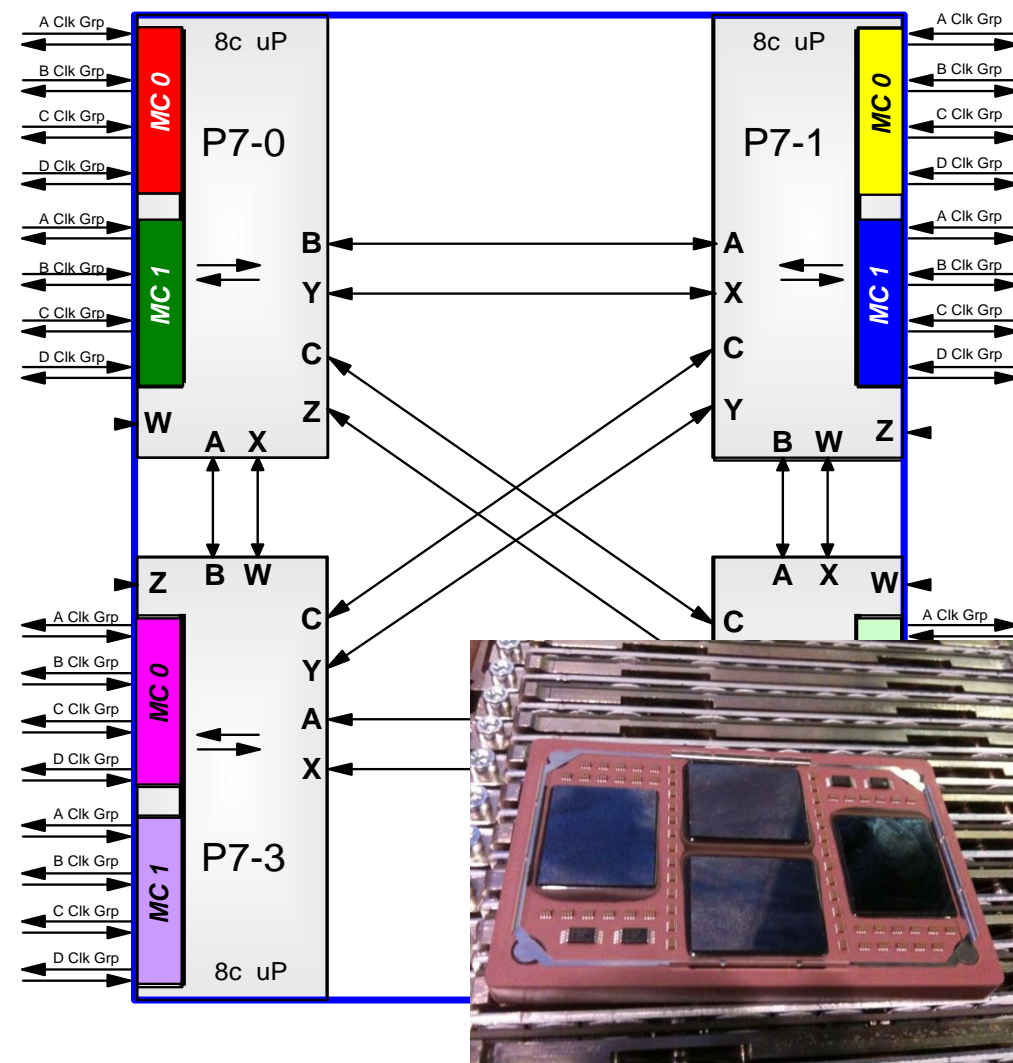 A Clk Grp
B Clk Grp
C Clk Grp
D Clk Grp
A Clk Grp
B Clk Grp
C Clk Grp
D Clk Grp
MC 0
MC 1
8c uP
P7-0
B
Y
C
Z
W
A X
8c uP
P7-1
A
X
C
Y
Z
B W
MC 0
MC 1
A Clk Grp
B Clk Grp
C Clk Grp
D Clk Grp
A Clk Grp
B Clk Grp
C Clk Grp
D Clk Grp
Z
B W
C
Y
A
X
MC 0
MC 1
P7-3
8c uP
A Clk Grp
B Clk Grp
C Clk Grp
D Clk Grp
A Clk Grp
B Clk Grp
C Clk Grp
D Clk Grp
A X
W
C
A Clk Grp